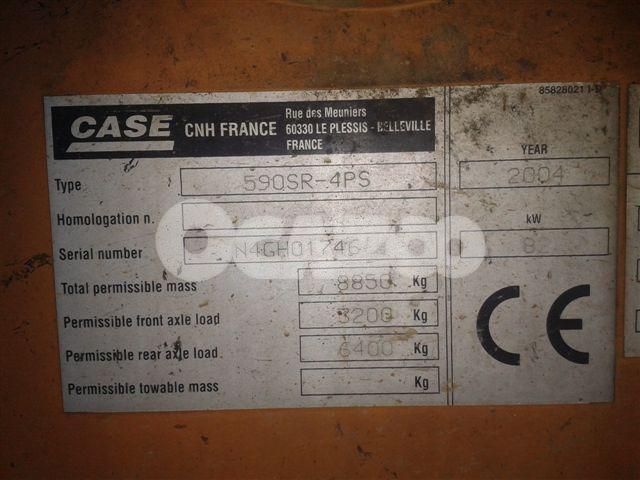 85828021
CASE
CNH FRANCE
Rue des Meuniers
60330 LE PLESSIS - BELLEVILLE
FRANCE
YEAR
Type 590SR-4PS 2004
Homologation n. kW
Serial number N4GH01746
Total permissible mass 8850 Kg
Permissible front axle load 3200 Kg
Permissible rear axle load 6400 Kg
Permissible towable mass Kg
CE